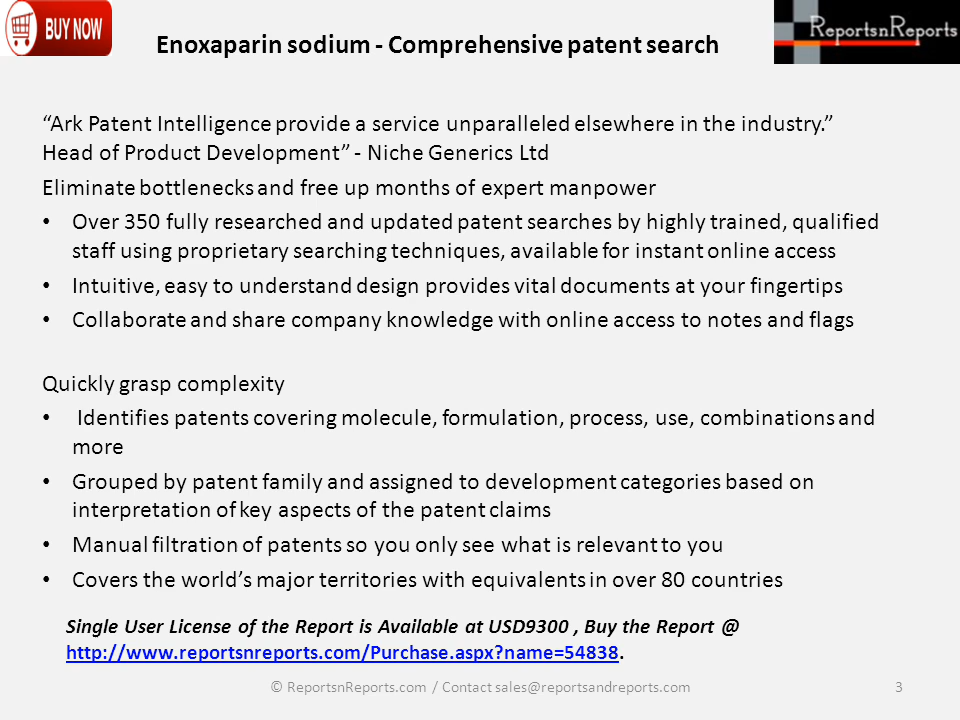 BUY NOW
Enoxaparin sodium - Comprehensive patent search
ReportsnReports
“Ark Patent Intelligence provide a service unparalleled elsewhere in the industry.”
Head of Product Development” - Niche Generics Ltd
Eliminate bottlenecks and free up months of expert manpower
• Over 350 fully researched and updated patent searches by highly trained, qualified
staff using proprietary searching techniques, available for instant online access
• Intuitive, easy to understand design provides vital documents at your fingertips
• Collaborate and share company knowledge with online access to notes and flags
Quickly grasp complexity
• Identifies patents covering molecule, formulation, process, use, combinations and
more
• Grouped by patent family and assigned to development categories based on
interpretation of key aspects of the patent claims
• Manual filtration of patents so you only see what is relevant to you
• Covers the world’s major territories with equivalents in over 80 countries
Single User License of the Report is Available at USD9300 , Buy the Report @
http://www.reportsnreports.com/Purchase.aspx?name=54838.
© ReportsnReports.com / Contact sales@reportsandreports.com
3